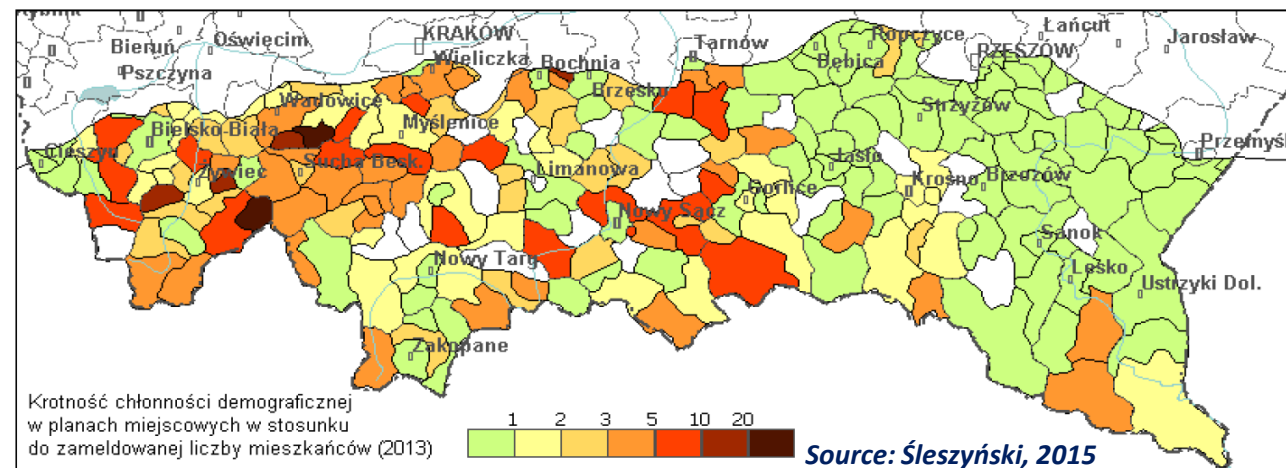 KRAKÓW
Łańcut
Bieruń
Oświęcim
Ropczyce
Tarnów
Jarosław
RZESZÓW
Wieliczka
Bochnia
Dębica
Pszczyna
Brzesko
Wadowice
Strzyżów
Bielsko-Biała
Myślenice
Przemyśl
Cieszyn
Sucha Besk.
Limanowa
Jasło
Żywiec
Gorlice
Krosno
Brzozów
Nowy Sącz
Sanok
Nowy Targ
Lesko
Ustrzyki Dol.
Zakopane
Krotność chłonności demograficznej
w planach miejscowych w stosunku
do zameldowanej liczby mieszkańców (2013)
1 2 3 5 10 20
Source: Śleszyński, 2015